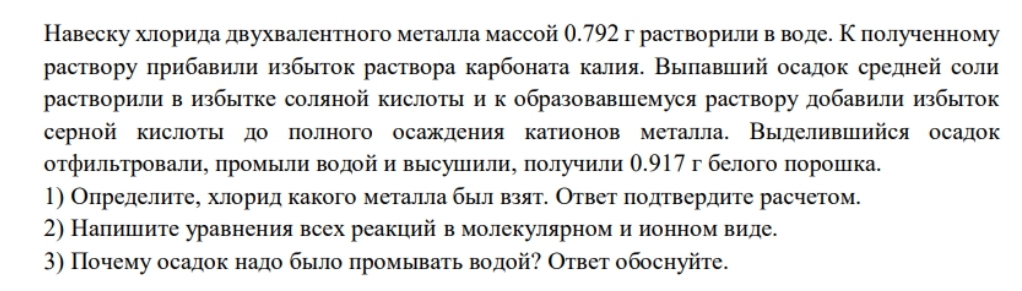 Навеску хлорида двухвалентного металла массой 0.792 г растворили в воде. К полученному
раствору прибавили избыток раствора карбоната калия. Выпавший осадок средней соли
растворили в избытке соляной кислоты и к образовавшемуся раствору добавили избыток
серной кислоты до полного осаждения катионов металла. Выделившийся осадок
отфильтровали, промыли водой и высушили, получили 0.917 г белого порошка.
1) Определите, хлорид какого металла был взят. Ответ подтвердите расчетом.
2) Напишите уравнения всех реакций в молекулярном и ионном виде.
3) Почему осадок надо было промывать водой? Ответ обоснуйте.